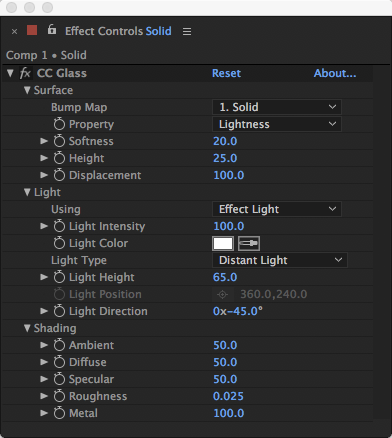 Effect Controls Solid
Comp 1 • Solid
fx CC Glass Reset About...
Surface
Bump Map 1. Solid
Property Lightness
Softness 20.0
Height 25.0
Displacement 100.0
Light
Using Effect Light
Light Intensity 100.0
Light Color
Light Type Distant Light
Light Height 65.0
Light Position 360.0,240.0
Light Direction 0x-45.0°
Shading
Ambient 50.0
Diffuse 50.0
Specular 50.0
Roughness 0.025
Metal 100.0